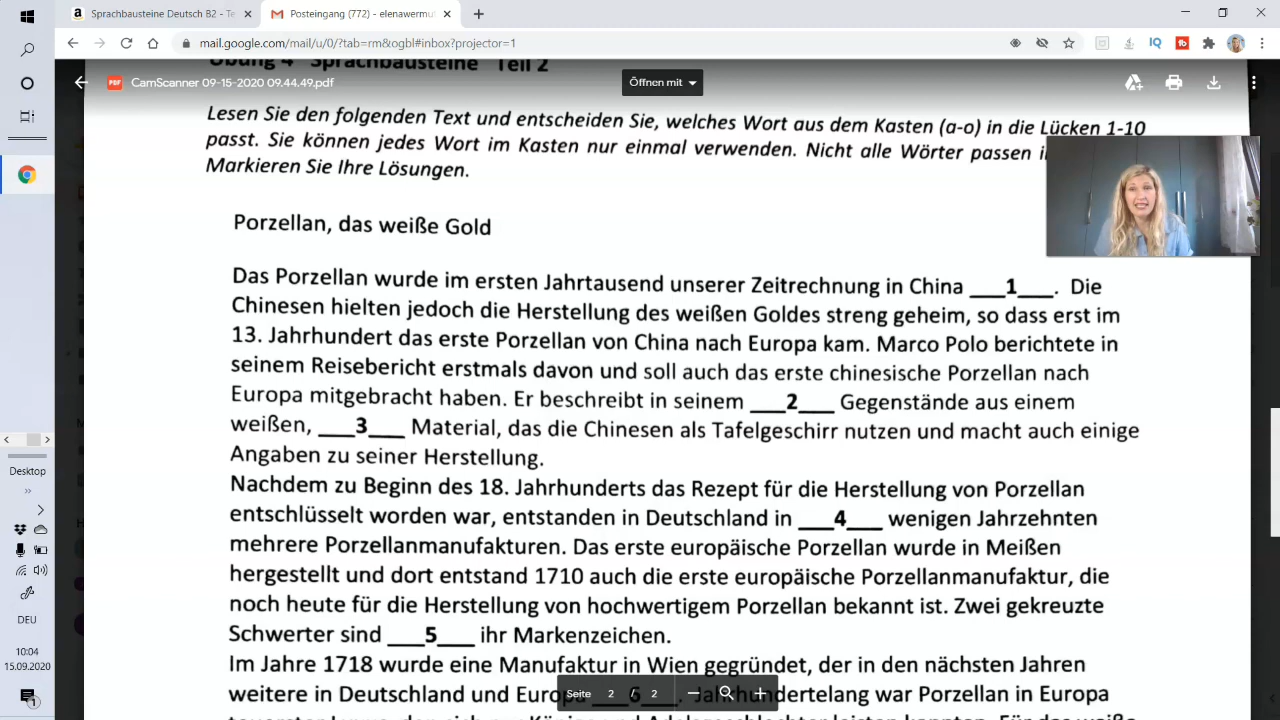 Sprachbausteine Deutsch B2 - Te
Posteingang (772) - elenawermut
mail.google.com/mail/u/0/?tab=rm&ogbl#inbox?projector=1
Übung 4 Sprachbausteine Teil 2
CamScanner 09-15-2020 09.44.49.pdf
Öffnen mit
Lesen Sie den folgenden Text und entscheiden Sie, welches Wort aus dem Kasten (a-o) in die Lücken 1-10
passt. Sie können jedes Wort im Kasten nur einmal verwenden. Nicht alle Wörter passen
Markieren Sie Ihre Lösungen.
Porzellan, das weiße Gold
Das Porzellan wurde im ersten Jahrtausend unserer Zeitrechnung in China ___1___. Die
Chinesen hielten jedoch die Herstellung des weißen Goldes streng geheim, so dass erst im
13. Jahrhundert das erste Porzellan von China nach Europa kam. Marco Polo berichtete in
seinem Reisebericht erstmals davon und soll auch das erste chinesische Porzellan nach
Europa mitgebracht haben. Er beschreibt in seinem ___2___ Gegenstände aus einem
weißen, ___3___ Material, das die Chinesen als Tafelgeschirr nutzen und macht auch einige
Angaben zu seiner Herstellung.
Nachdem zu Beginn des 18. Jahrhunderts das Rezept für die Herstellung von Porzellan
entschlüsselt worden war, entstanden in Deutschland in ___4___ wenigen Jahrzehnten
mehrere Porzellanmanufakturen. Das erste europäische Porzellan wurde in Meißen
hergestellt und dort entstand 1710 auch die erste europäische Porzellanmanufaktur, die
noch heute für die Herstellung von hochwertigem Porzellan bekannt ist. Zwei gekreuzte
Schwerter sind ___5___ ihr Markenzeichen.
Im Jahre 1718 wurde eine Manufaktur in Wien gegründet, der in den nächsten Jahren
weitere in Deutschland und Europa ___6___. Jahrhundertelang war Porzellan in Europa
Seite 2 / 2
Desktop
DEU
10:04
15.09.2020